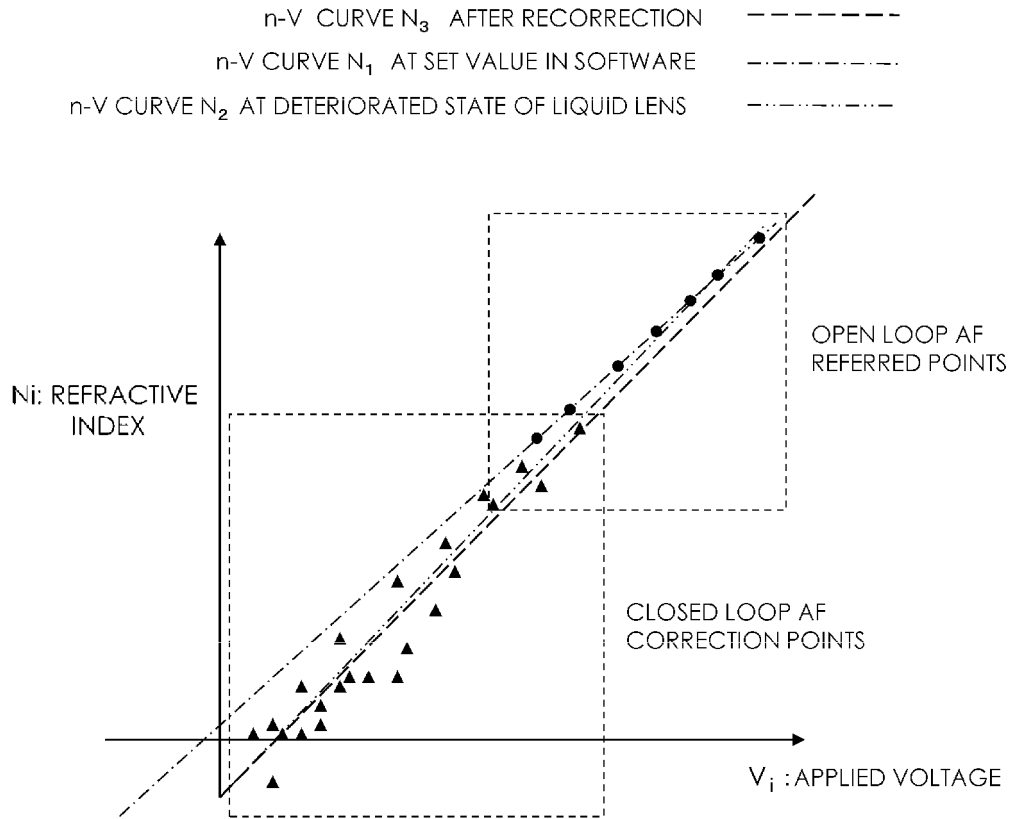 n-V CURVE N₃ AFTER RECORRECTION
n-V CURVE N₁ AT SET VALUE IN SOFTWARE
n-V CURVE N₂ AT DETERIORATED STATE OF LIQUID LENS
OPEN LOOP AF
REFERRED POINTS
Ni: REFRACTIVE
INDEX
CLOSED LOOP AF
CORRECTION POINTS
Vᵢ : APPLIED VOLTAGE